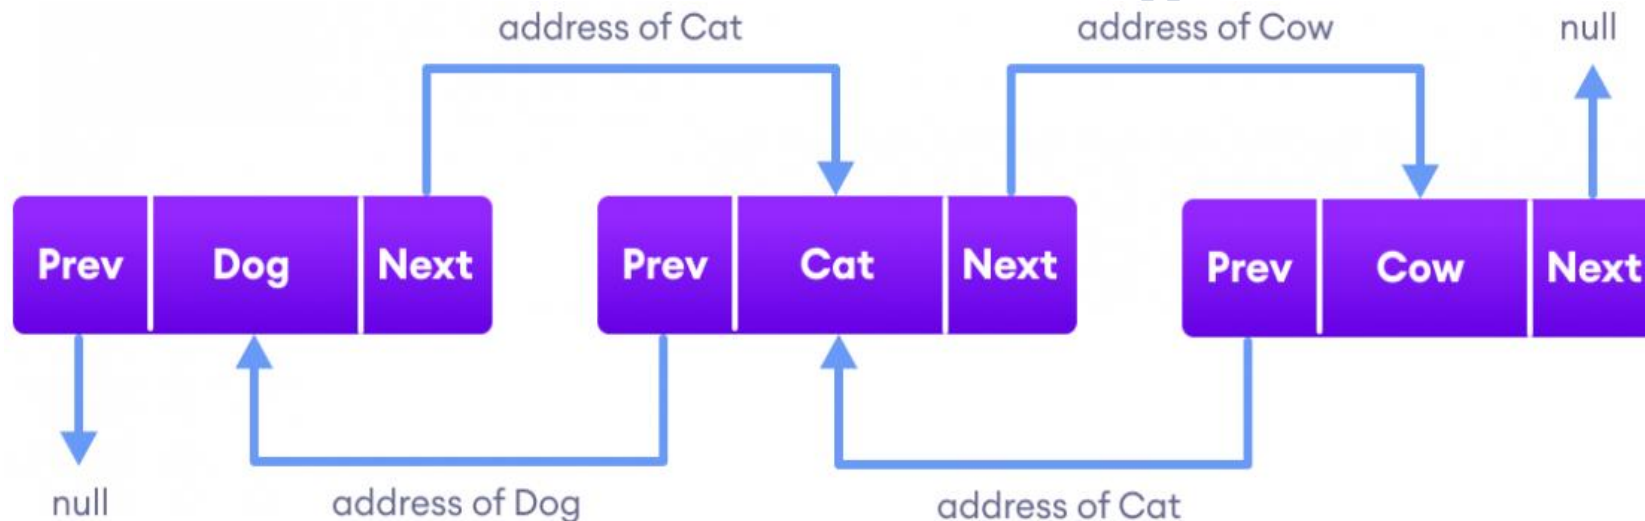 address of Cat address of Cow null
Prev Dog Next Prev Cat Next Prev Cow Next
null address of Dog address of Cat